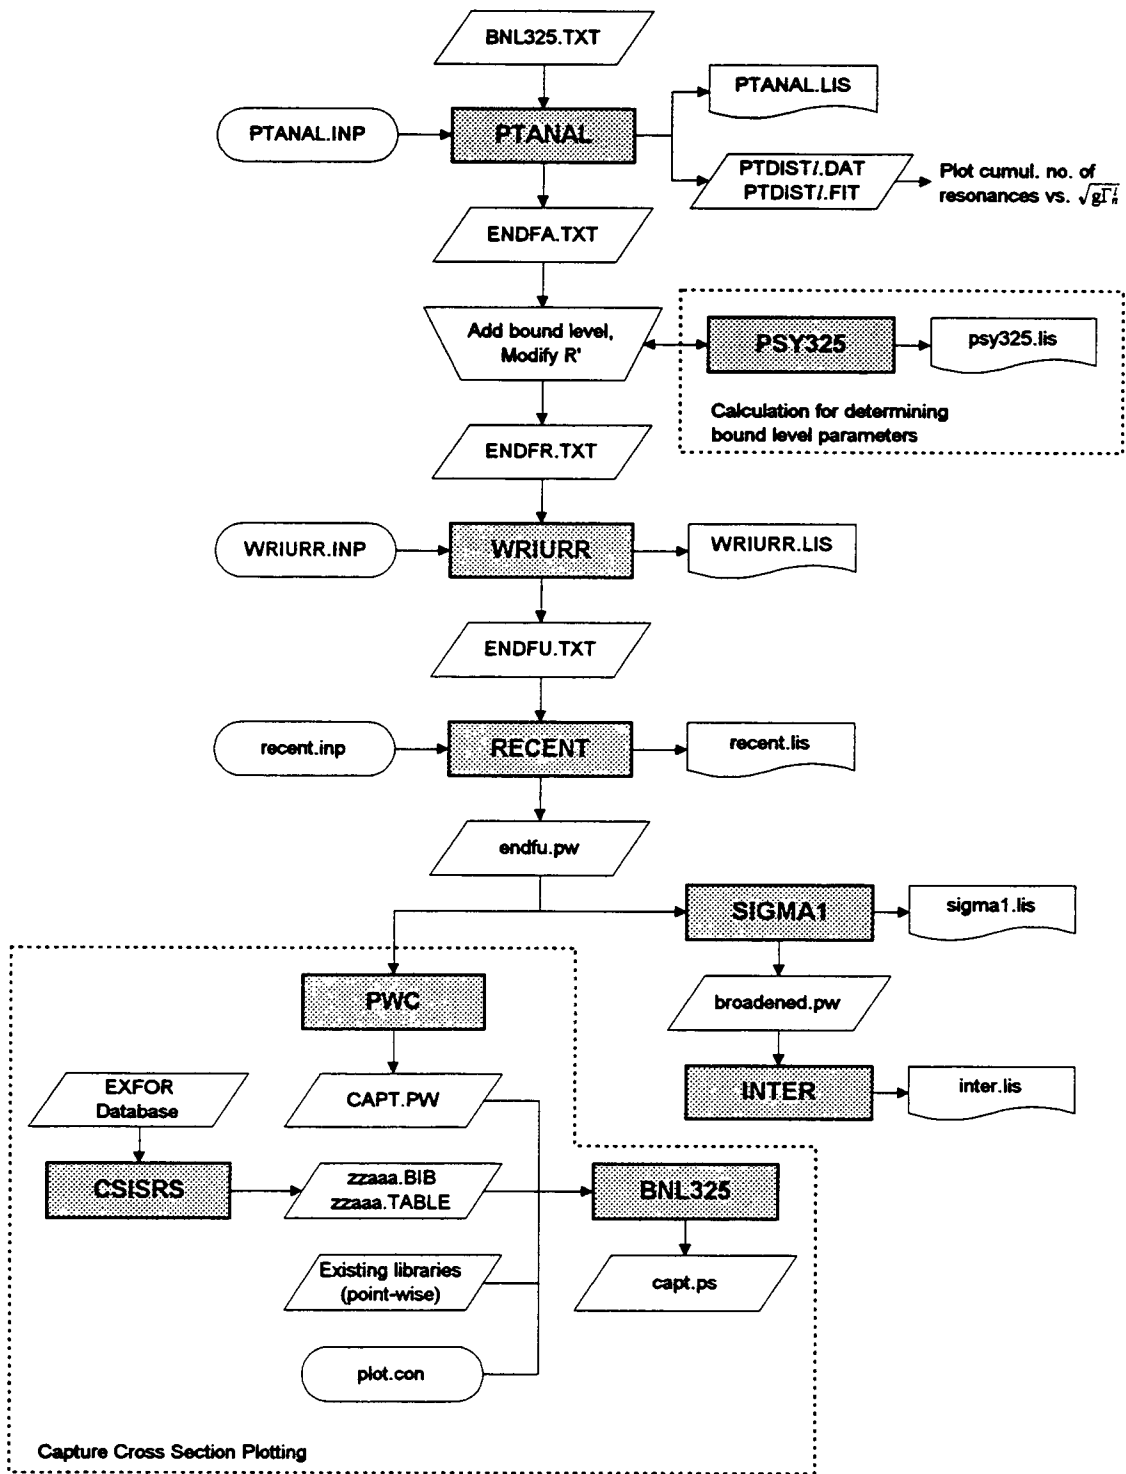 BNL325.TXT
PTANAL.LIS
PTANAL.INP
PTANAL
PTDISTl.DAT
PTDISTl.FIT
Plot cumul. no. of
resonances vs. √gΓₙˡ
ENDFA.TXT
Add bound level,
Modify R'
PSY325
psy325.lis
Calculation for determining
bound level parameters
ENDFR.TXT
WRIURR.INP
WRIURR
WRIURR.LIS
ENDFU.TXT
recent.inp
RECENT
recent.lis
endfu.pw
SIGMA1
sigma1.lis
PWC
broadened.pw
EXFOR
Database
CAPT.PW
INTER
inter.lis
CSISRS
zzaaa.BIB
zzaaa.TABLE
BNL325
Existing libraries
(point-wise)
capt.ps
plot.con
Capture Cross Section Plotting